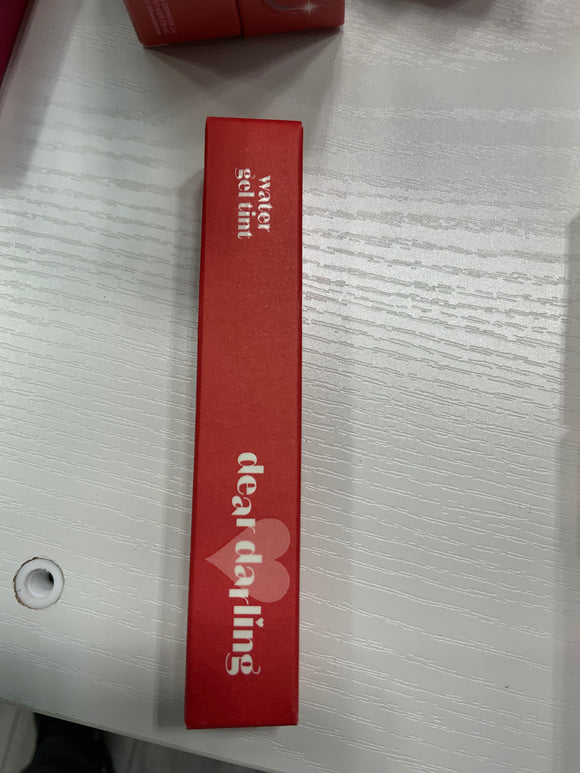 water
gel tint
dear darling